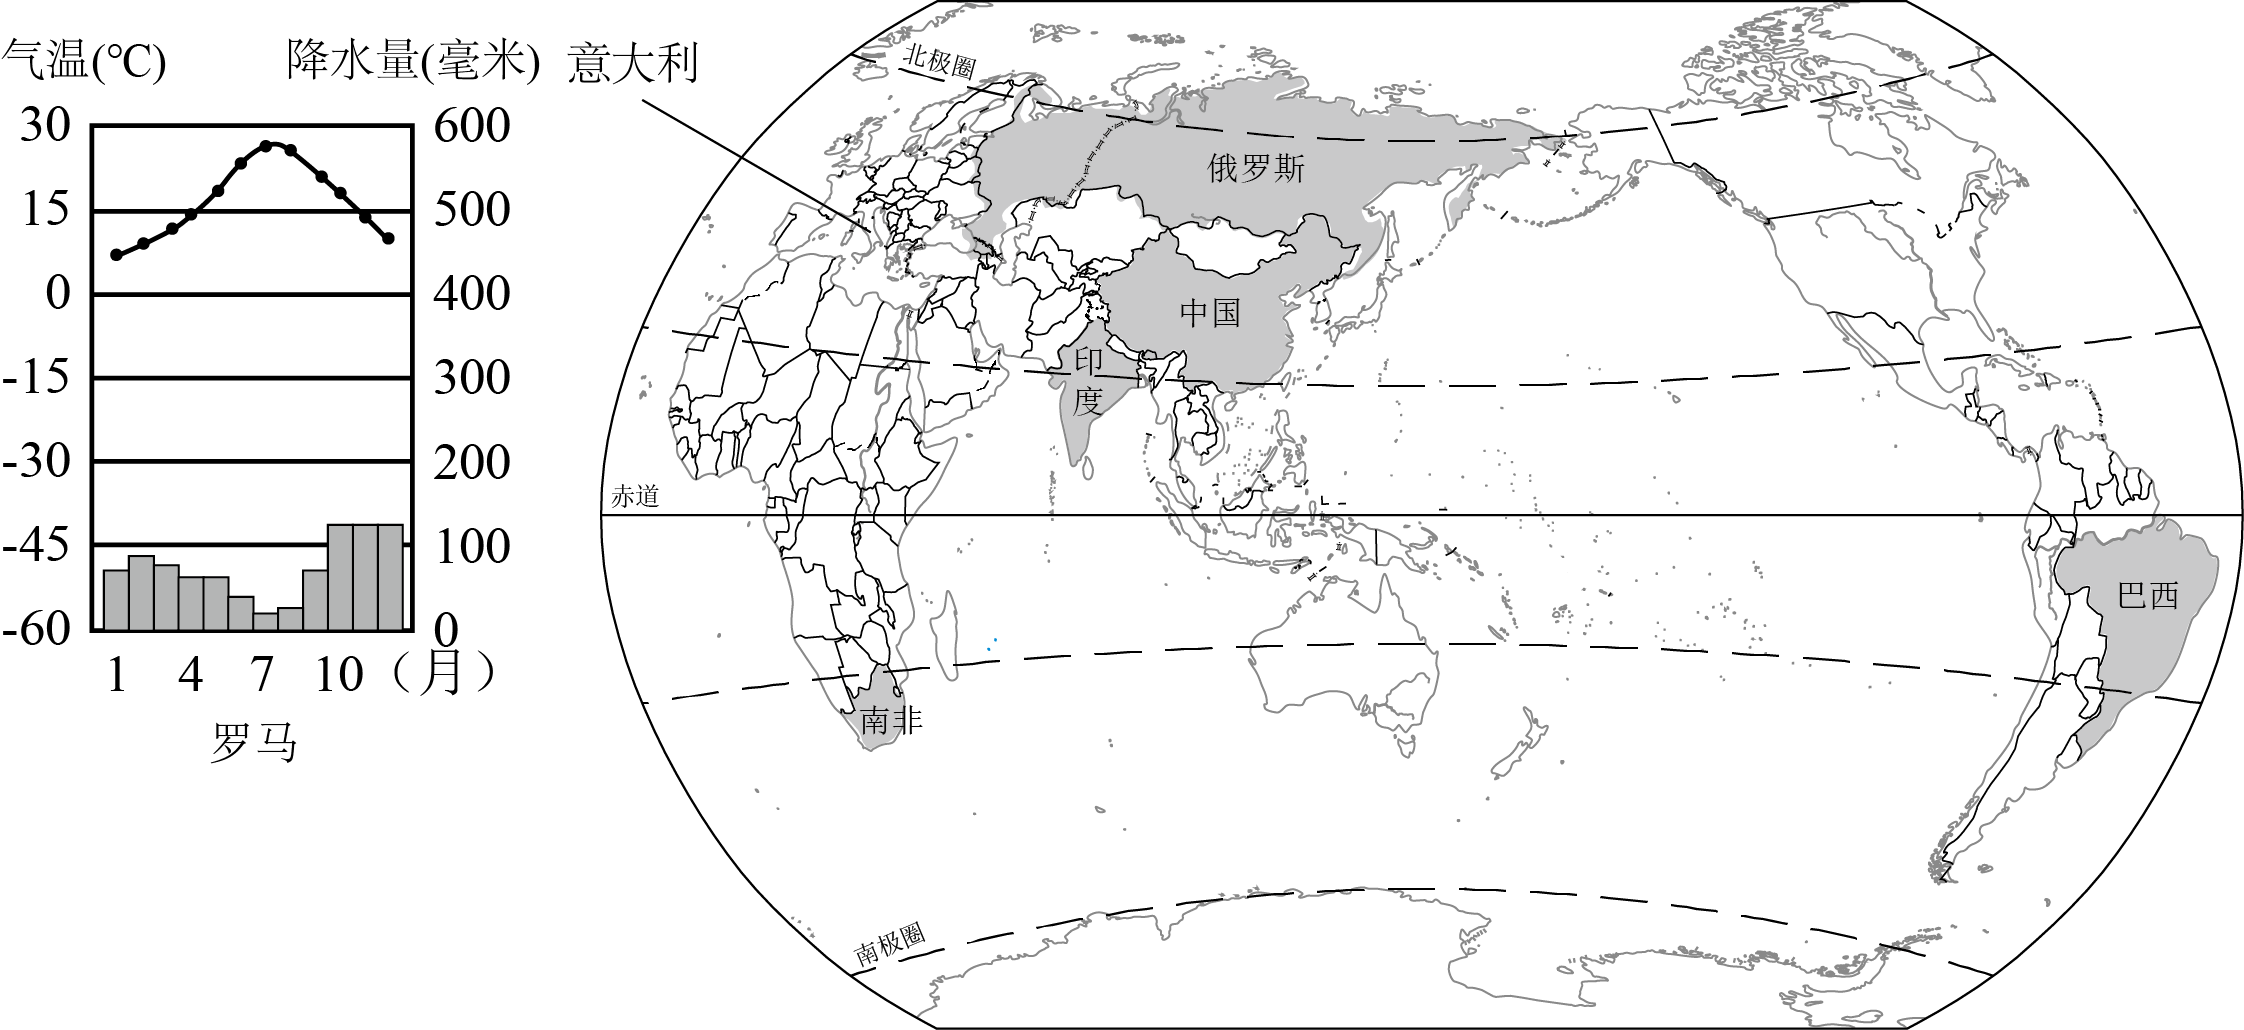 气温(℃)
降水量(毫米)
30
15
0
-15
-30
-45
-60
600
500
400
300
200
100
0
1 4 7 10 (月)
罗马
意大利
北极圈
俄罗斯
中国
印
度
赤道
巴西
南非
南极圈